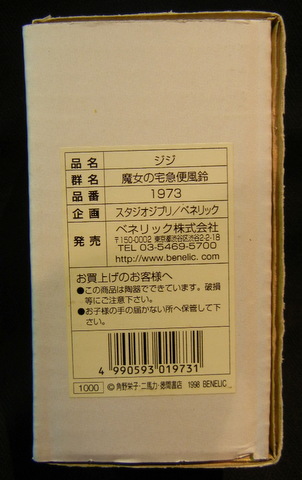 品名 ジジ
群名 魔女の宅急便風鈴
品番 1973
企画 スタジオジブリ/ベネリック
発売 ベネリック株式会社
〒150-0002 東京都渋谷区渋谷2-2-18
TEL 03-5469-5700
http://www.benelic.com/
お買上げのお客様へ
●この商品は陶器でできています。破損
等にご注意下さい。
●お子様の手の届かない所へ保管して下
さい。
4 990593 019731
1000 © 角野栄子・二馬力・徳間書店 1998 BENELIC